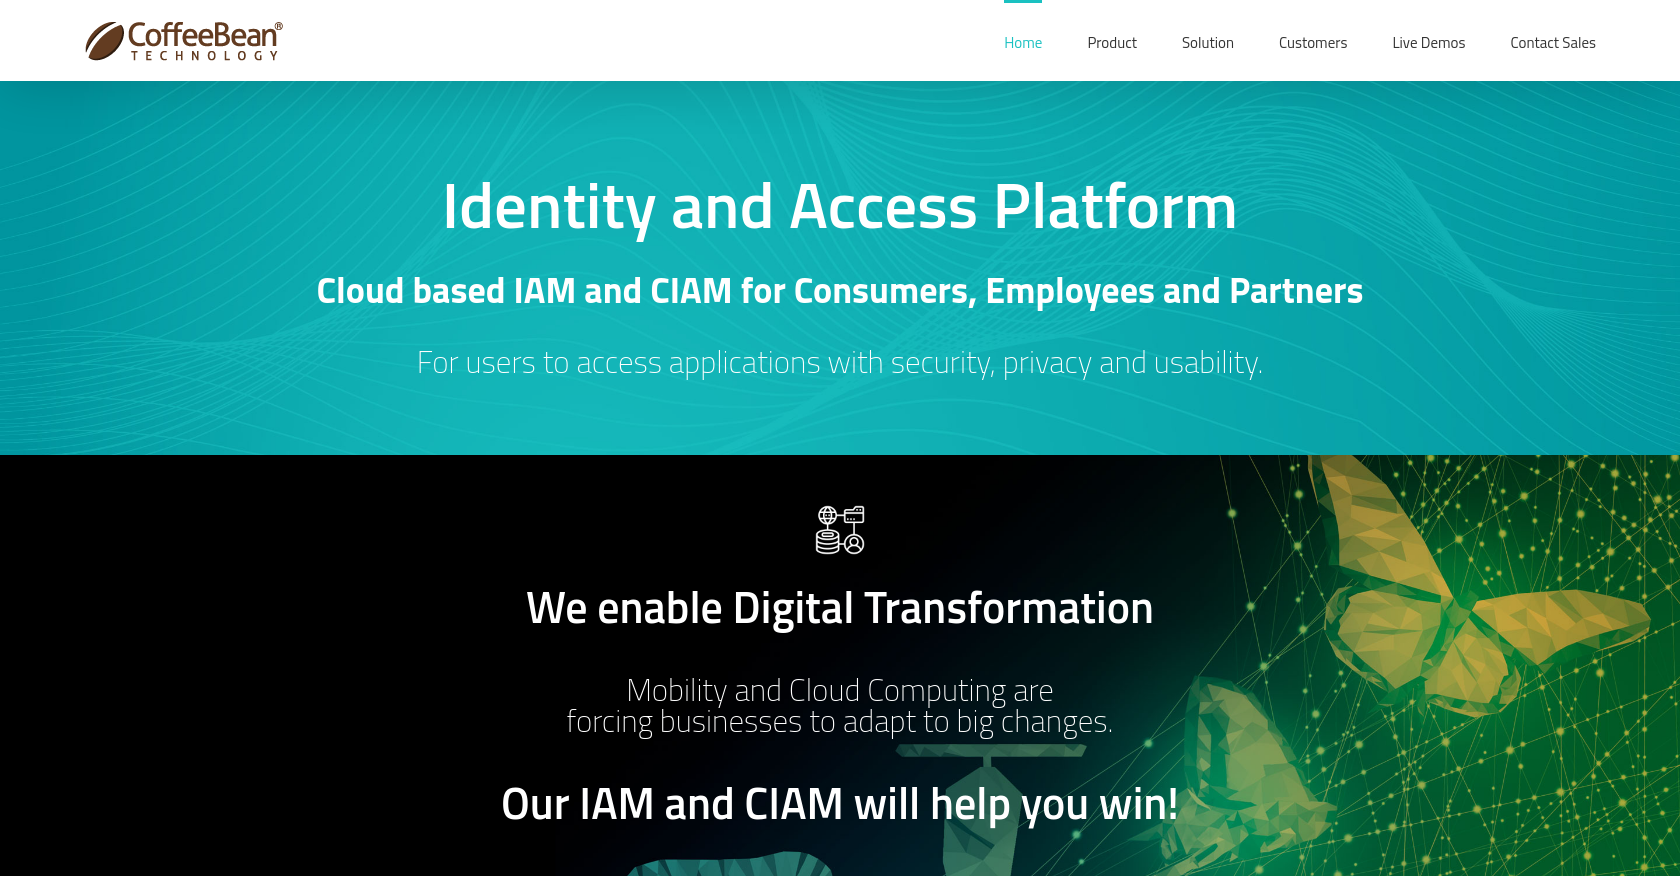 CoffeeBean®
TECHNOLOGY
Home Product Solution Customers Live Demos Contact Sales
Identity and Access Platform
Cloud based IAM and CIAM for Consumers, Employees and Partners
For users to access applications with security, privacy and usability.
We enable Digital Transformation
Mobility and Cloud Computing are
forcing businesses to adapt to big changes.
Our IAM and CIAM will help you win!